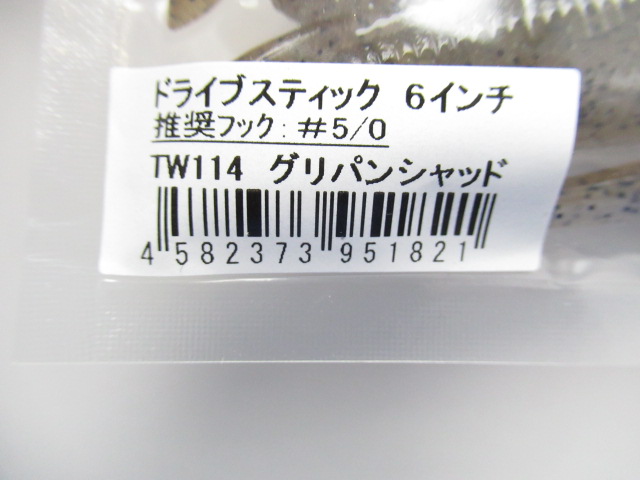 ドライブスティック 6インチ
推奨フック:#5/0
TW114 グリパンシャッド
4 582373 951821